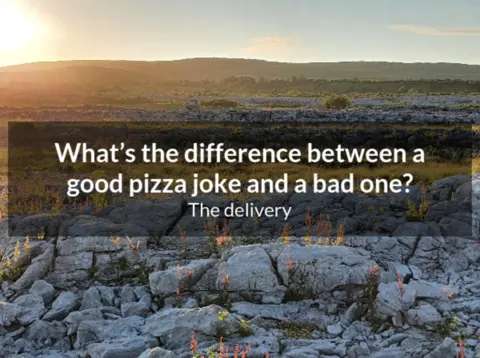 What’s the difference between a
good pizza joke and a bad one?
The delivery